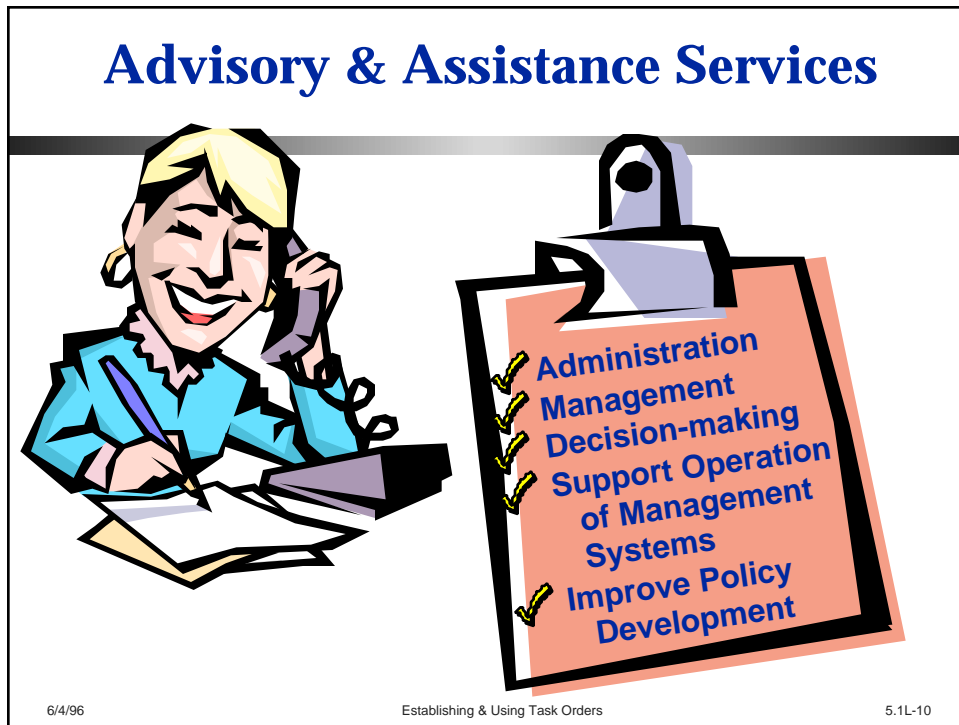 Advisory & Assistance Services
Administration
Management
Decision-making
Support Operation
of Management
Systems
Improve Policy
Development
6/4/96
Establishing & Using Task Orders
5.1L-10